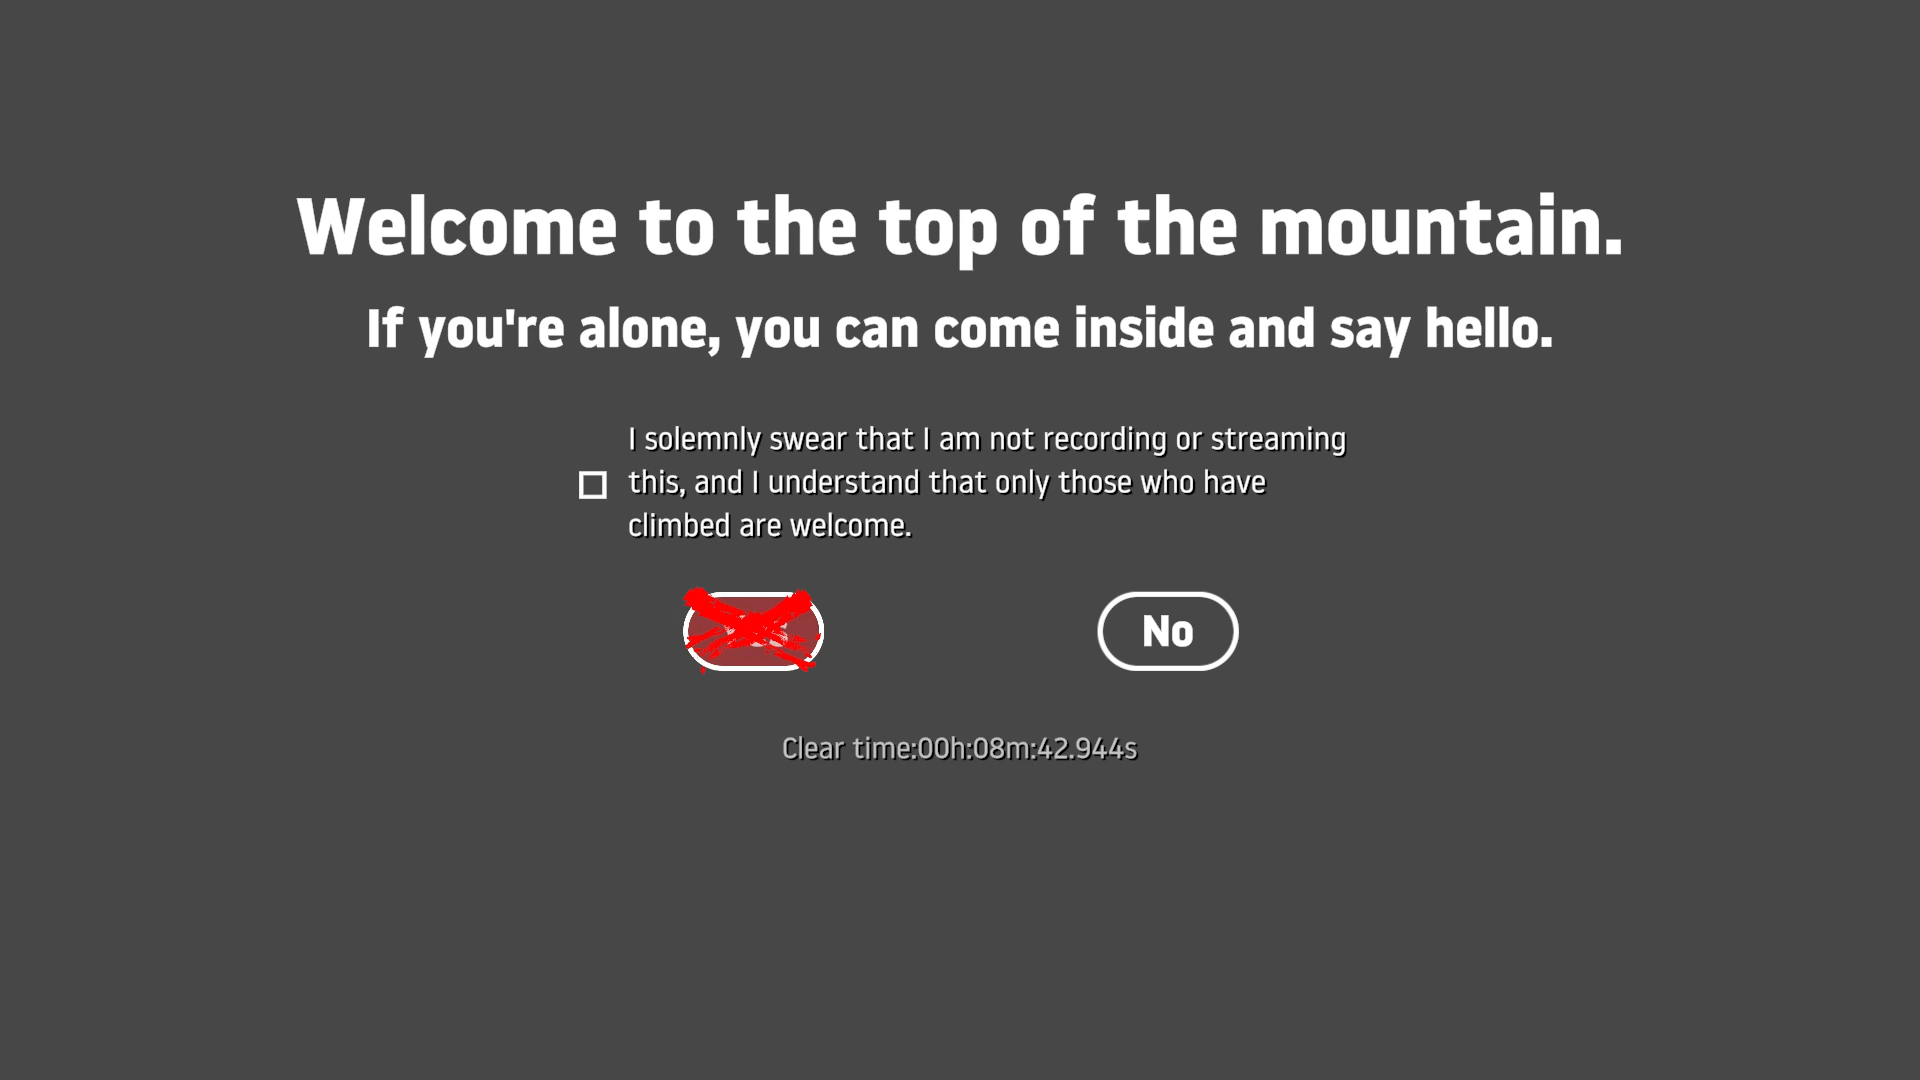 Welcome to the top of the mountain.
If you're alone, you can come inside and say hello.
I solemnly swear that I am not recording or streaming
this, and I understand that only those who have
climbed are welcome.
No
Clear time:00h:08m:42.944s